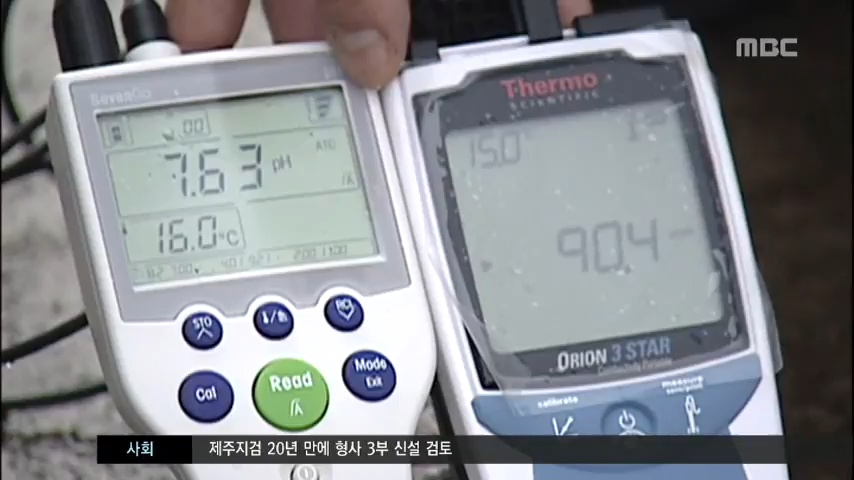 MBC
SevenGo
00
7.63 pH
ATC
/A
16.0 °C
STO
RCL
Cal
Read
/A
Mode
Exit
Thermo
SCIENTIFIC
15.0
90.4
ORION 3 STAR
calibrate
measure
사회 제주지검 20년 만에 형사 3부 신설 검토